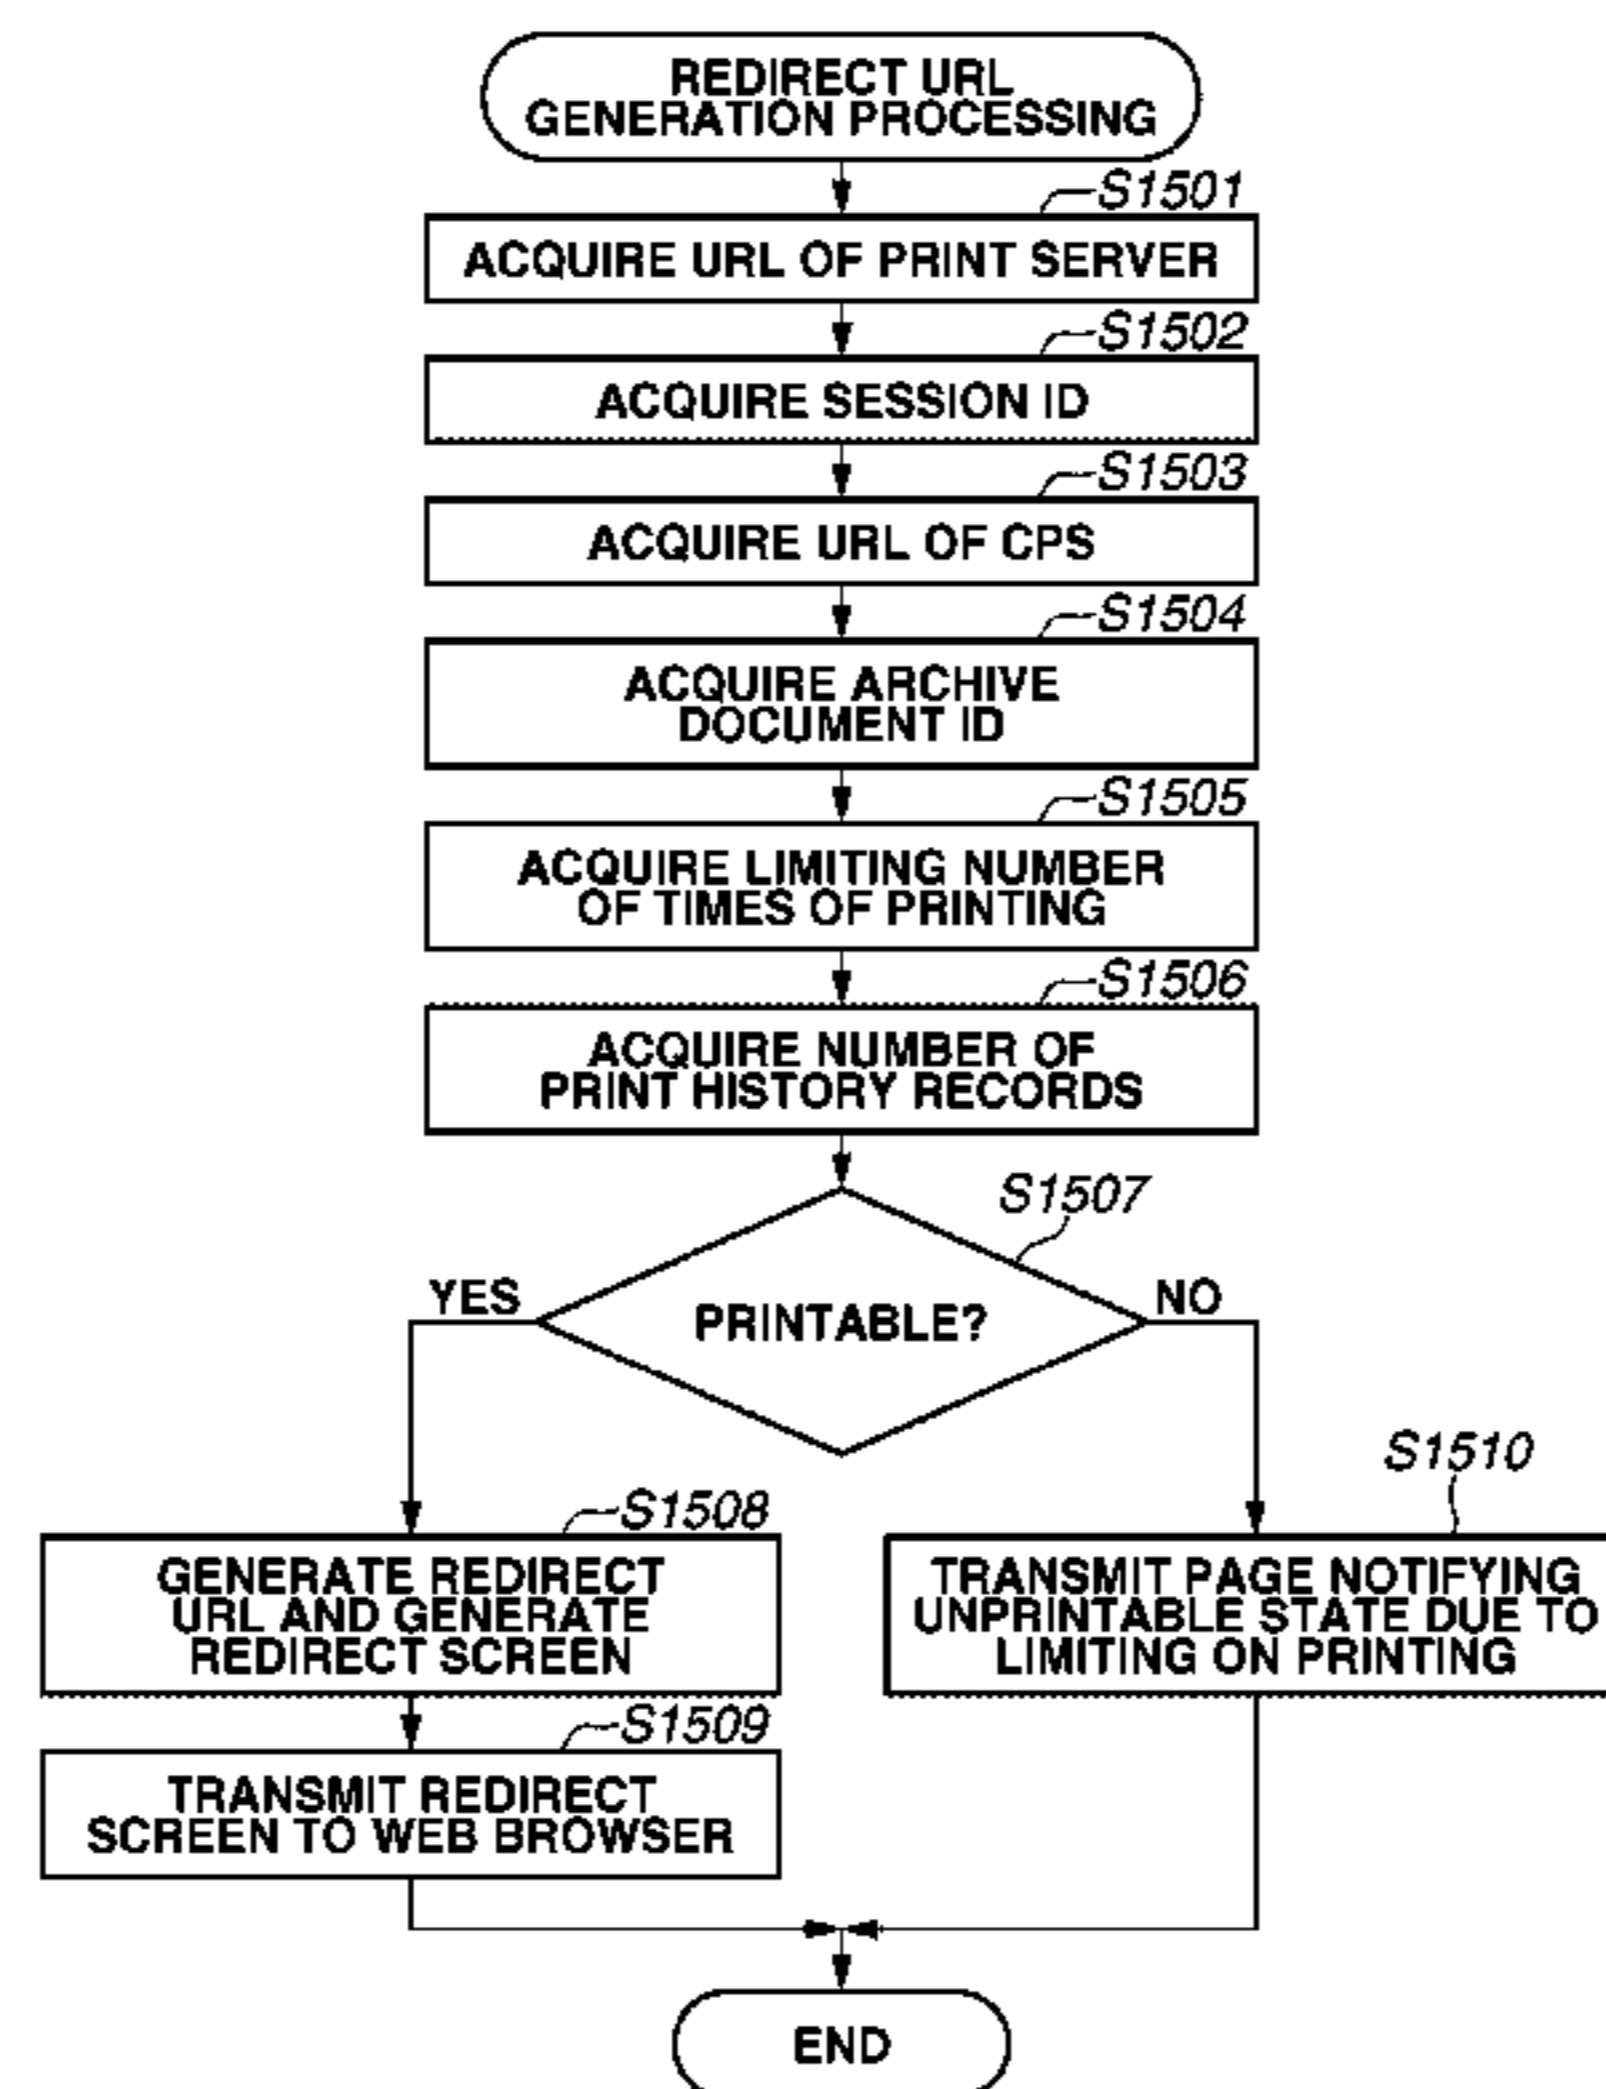 REDIRECT URL
GENERATION PROCESSING
S1501
ACQUIRE URL OF PRINT SERVER
S1502
ACQUIRE SESSION ID
S1503
ACQUIRE URL OF CPS
S1504
ACQUIRE ARCHIVE
DOCUMENT ID
S1505
ACQUIRE LIMITING NUMBER
OF TIMES OF PRINTING
S1506
ACQUIRE NUMBER OF
PRINT HISTORY RECORDS
S1507
YES
PRINTABLE?
NO
S1508
GENERATE REDIRECT
URL AND GENERATE
REDIRECT SCREEN
S1510
TRANSMIT PAGE NOTIFYING
UNPRINTABLE STATE DUE TO
LIMITING ON PRINTING
S1509
TRANSMIT REDIRECT
SCREEN TO WEB BROWSER
END